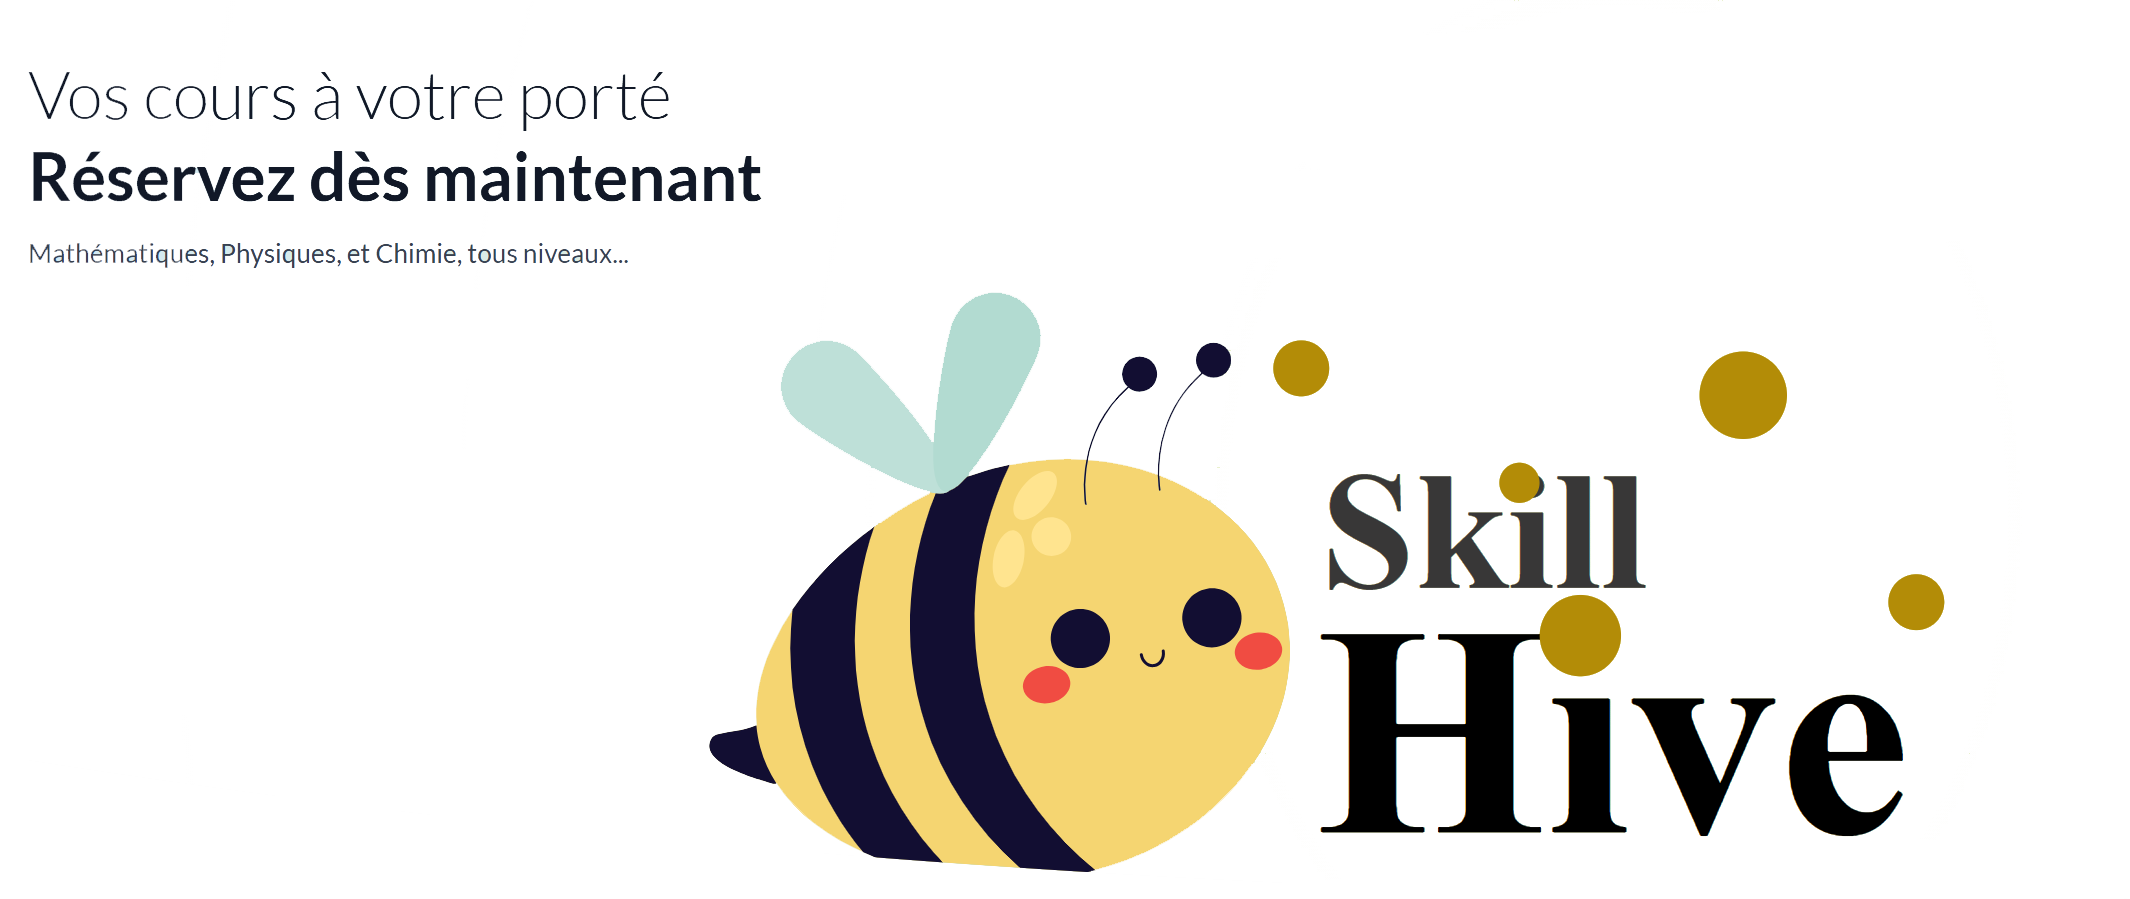 Vos cours à votre porté
Réservez dès maintenant
Mathématiques, Physiques, et Chimie, tous niveaux...
Skill
Hive